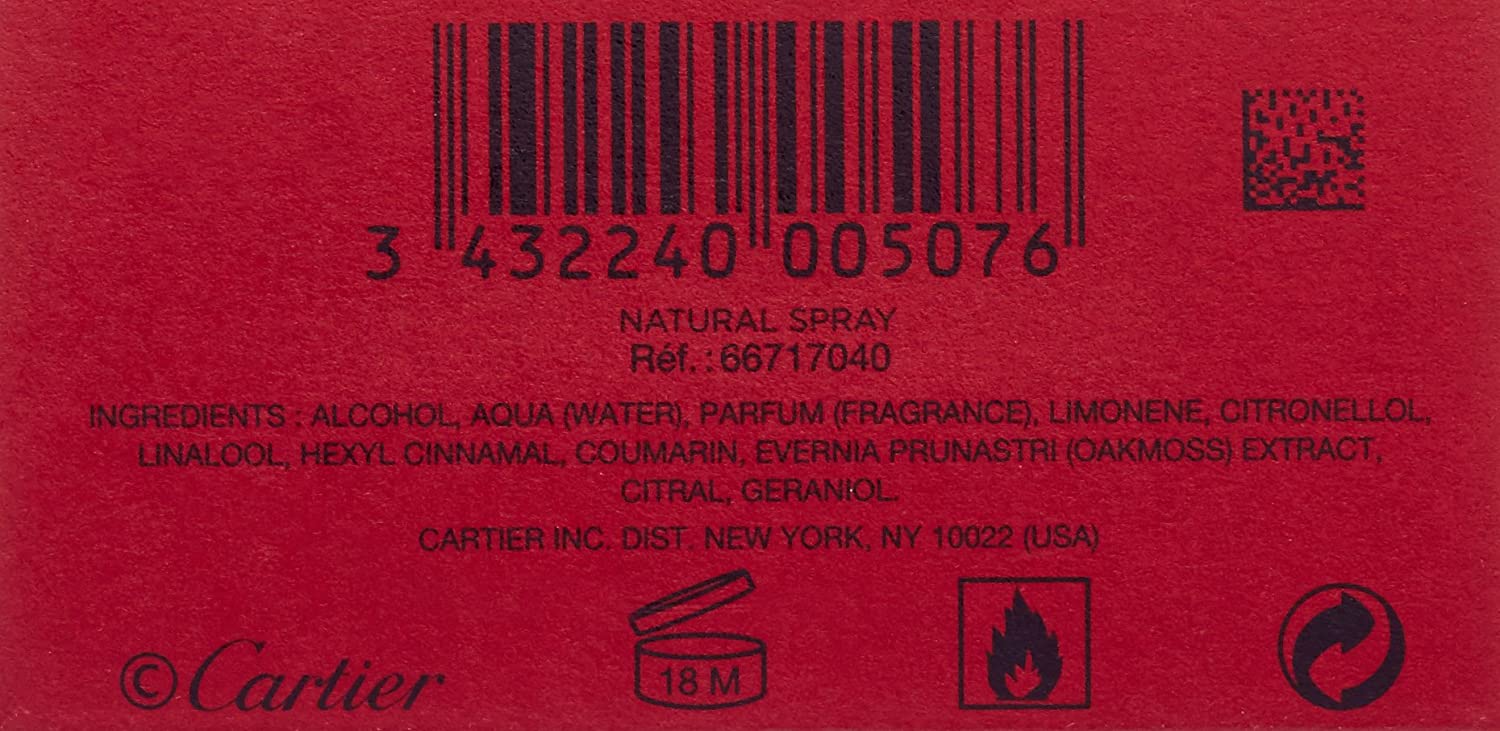 3 432240 005076
NATURAL SPRAY
Réf. : 66717040
INGREDIENTS : ALCOHOL, AQUA (WATER), PARFUM (FRAGRANCE), LIMONENE, CITRONELLOL,
LINALOOL, HEXYL CINNAMAL, COUMARIN, EVERNIA PRUNASTRI (OAKMOSS) EXTRACT,
CITRAL, GERANIOL.
CARTIER INC. DIST. NEW YORK, NY 10022 (USA)
©Cartier
18 M